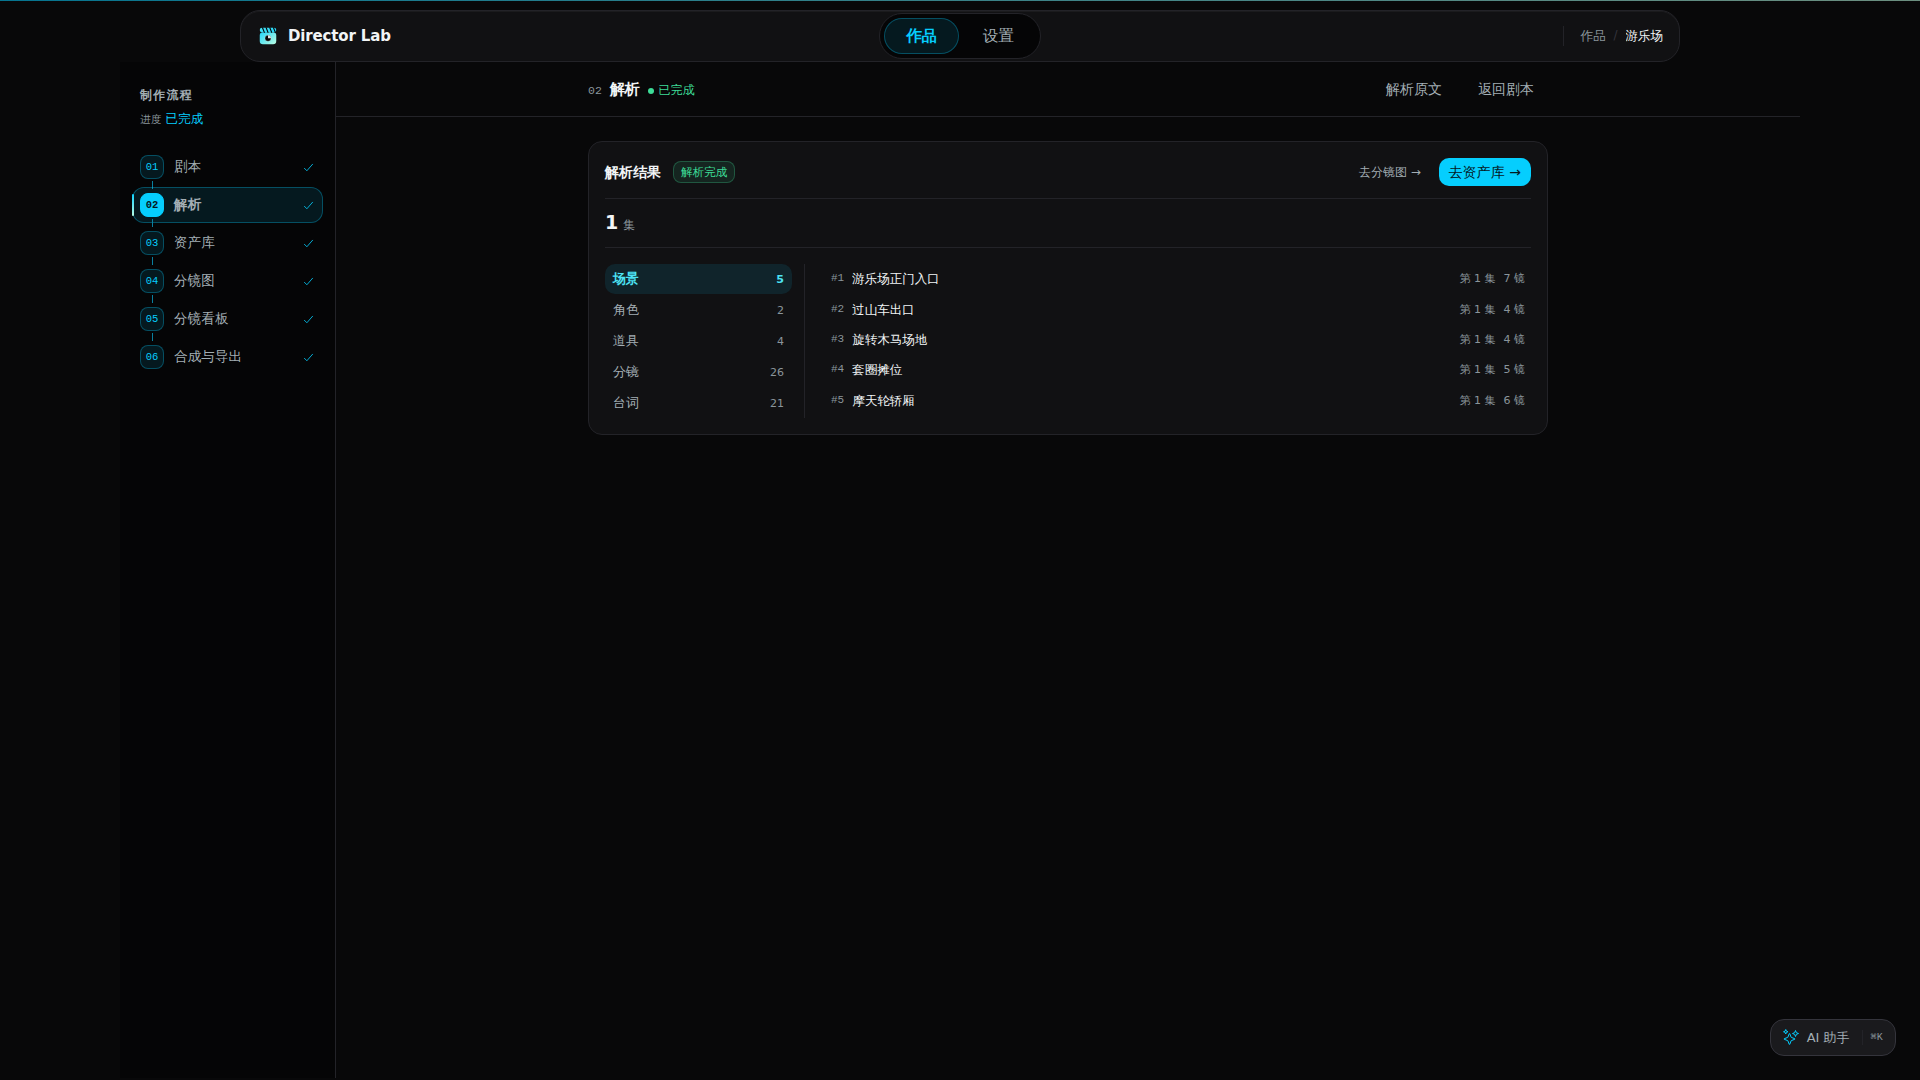 Director Lab
作品
设置
作品 / 游乐场
制作流程
进度 已完成
01 剧本
02 解析
03 资产库
04 分镜图
05 分镜看板
06 合成与导出
02 解析 已完成
解析原文
返回剧本
解析结果 解析完成
去分镜图 →
去资产库 →
1 集
场景 5
角色 2
道具 4
分镜 26
台词 21
#1 游乐场正门入口 第 1 集 7 镜
#2 过山车出口 第 1 集 4 镜
#3 旋转木马场地 第 1 集 4 镜
#4 套圈摊位 第 1 集 5 镜
#5 摩天轮轿厢 第 1 集 6 镜
AI 助手 ⌘K